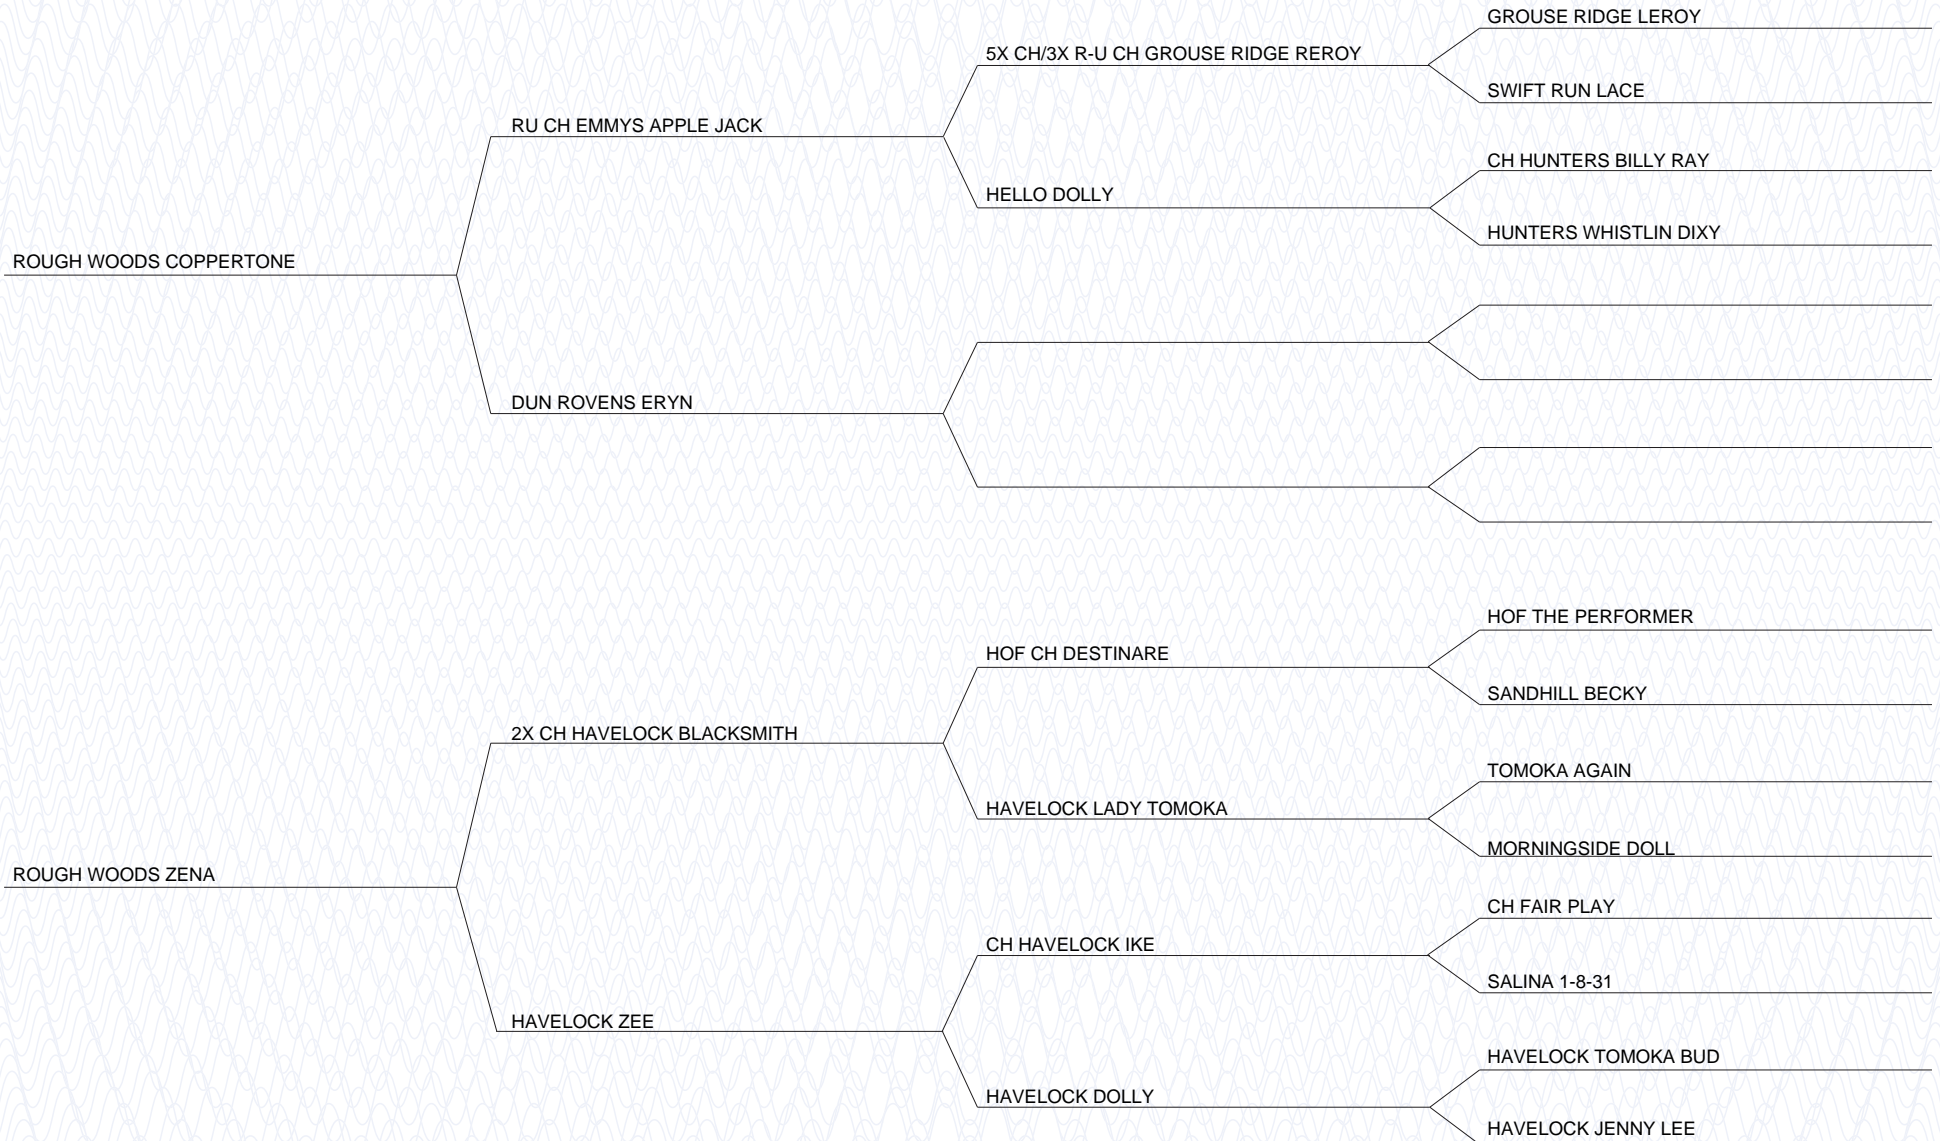 GROUSE RIDGE LEROY
5X CH/3X R-U CH GROUSE RIDGE REROY
SWIFT RUN LACE
RU CH EMMYS APPLE JACK
CH HUNTERS BILLY RAY
HELLO DOLLY
HUNTERS WHISTLIN DIXY
ROUGH WOODS COPPERTONE
DUN ROVENS ERYN
HOF THE PERFORMER
HOF CH DESTINARE
SANDHILL BECKY
2X CH HAVELOCK BLACKSMITH
TOMOKA AGAIN
HAVELOCK LADY TOMOKA
MORNINGSIDE DOLL
ROUGH WOODS ZENA
CH FAIR PLAY
CH HAVELOCK IKE
SALINA 1-8-31
HAVELOCK ZEE
HAVELOCK TOMOKA BUD
HAVELOCK DOLLY
HAVELOCK JENNY LEE